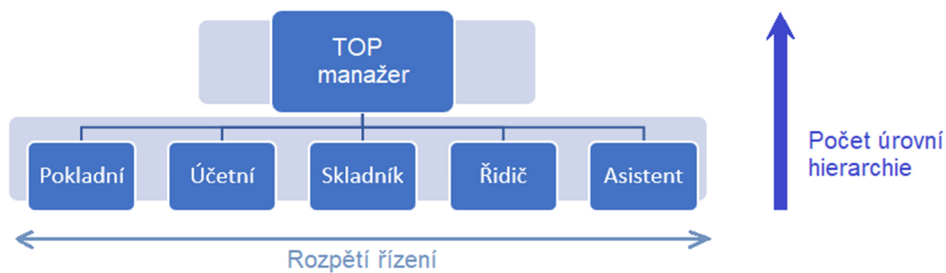 TOP
manažer
Pokladní
Účetní
Skladník
Řidič
Asistent
Počet úrovní
hierarchie
Rozpětí řízení